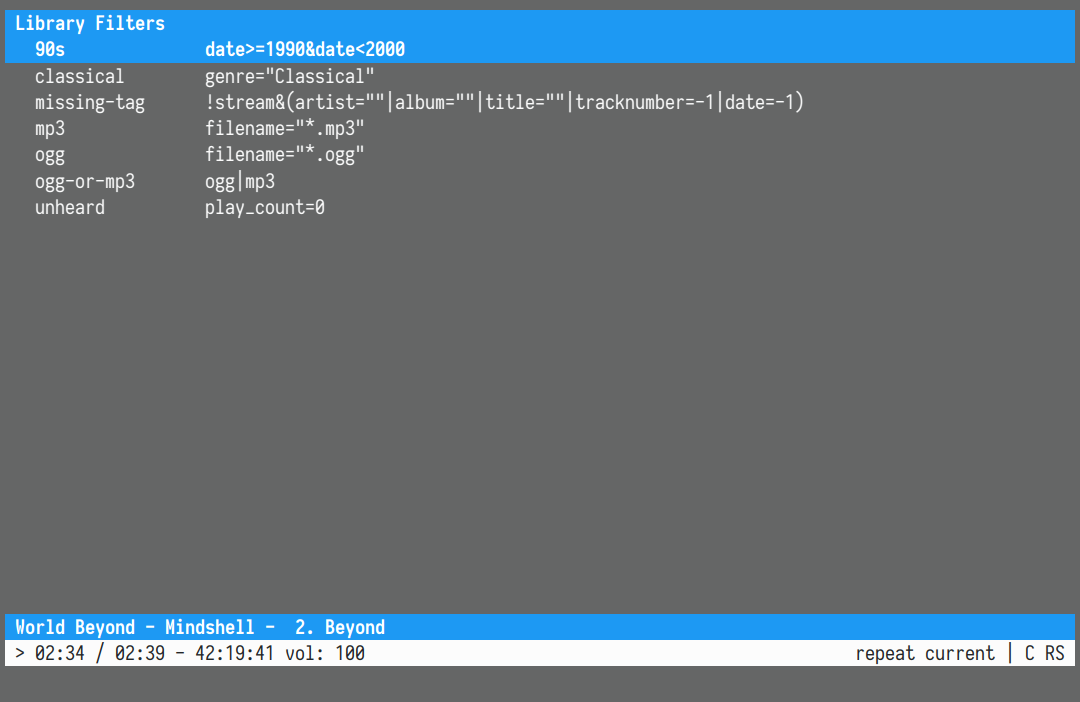 Library Filters
90s date>=1990&date<2000
classical genre="Classical"
missing-tag !stream&(artist=""|album=""|title=""|tracknumber=-1|date=-1)
mp3 filename="*.mp3"
ogg filename="*.ogg"
ogg-or-mp3 ogg|mp3
unheard play_count=0
World Beyond - Mindshell -  2. Beyond
> 02:34 / 02:39 - 42:19:41 vol: 100 repeat current | C RS